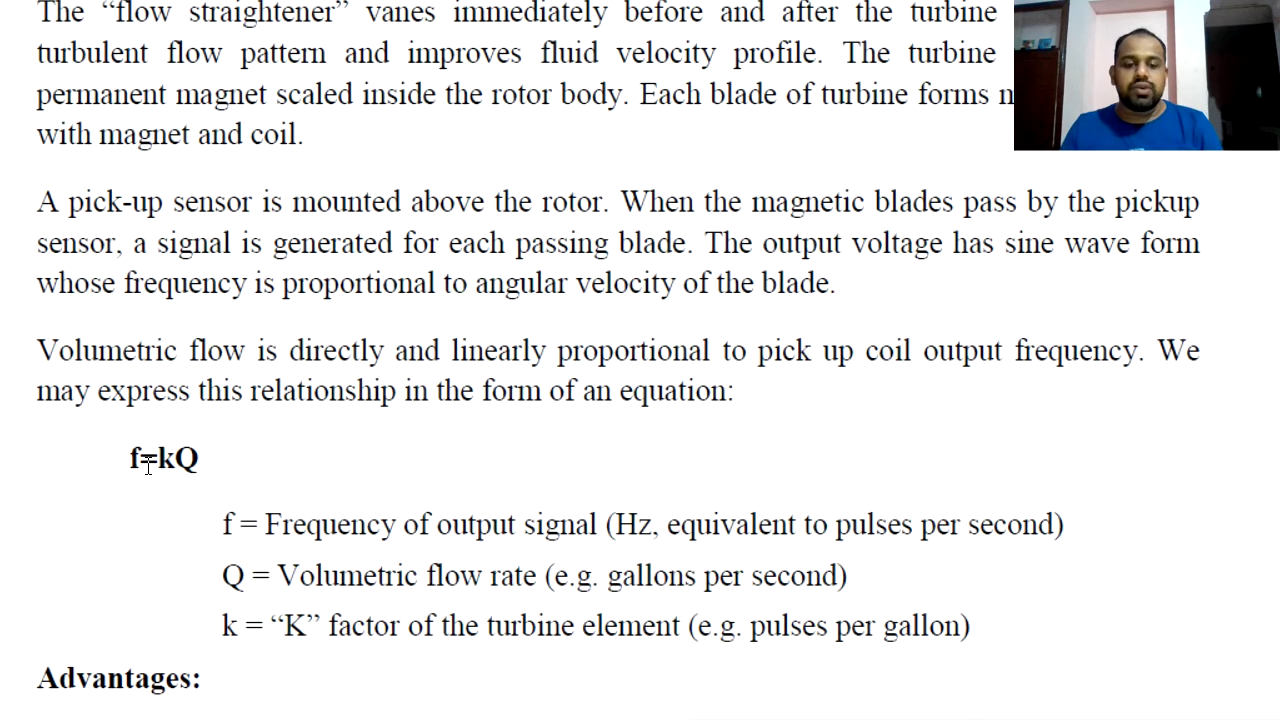 The “flow straightener” vanes immediately before and after the turbine
turbulent flow pattern and improves fluid velocity profile. The turbine
permanent magnet scaled inside the rotor body. Each blade of turbine forms
with magnet and coil.
A pick-up sensor is mounted above the rotor. When the magnetic blades pass by the pickup
sensor, a signal is generated for each passing blade. The output voltage has sine wave form
whose frequency is proportional to angular velocity of the blade.
Volumetric flow is directly and linearly proportional to pick up coil output frequency. We
may express this relationship in the form of an equation:
f=kQ
f = Frequency of output signal (Hz, equivalent to pulses per second)
Q = Volumetric flow rate (e.g. gallons per second)
k = “K” factor of the turbine element (e.g. pulses per gallon)
Advantages: